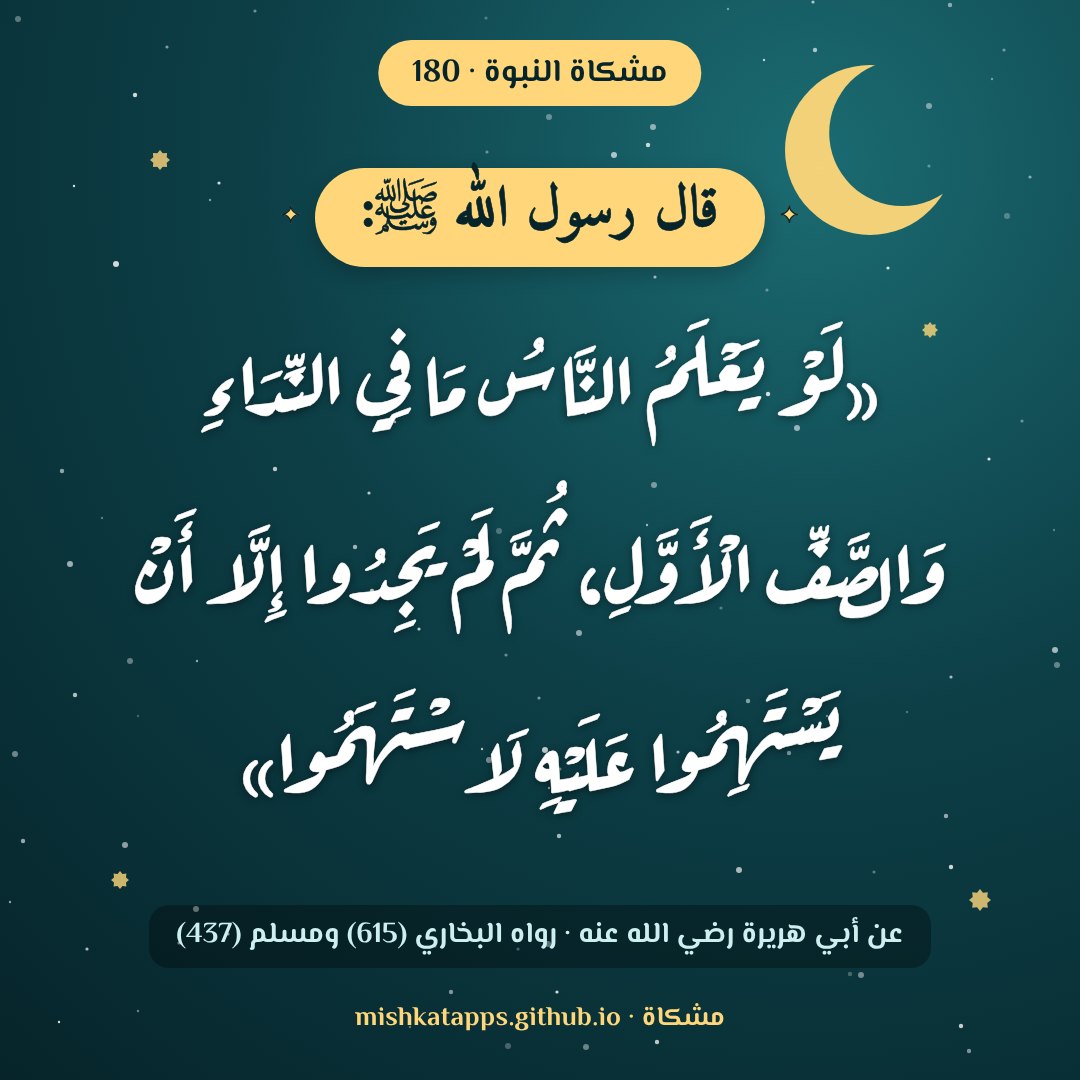 مشكاة النبوة · 180
قال رسول الله ﷺ:
«لَوْ يَعْلَمُ النَّاسُ مَا فِي النِّدَاءِ
وَالصَّفِّ الْأَوَّلِ، ثُمَّ لَمْ يَجِدُوا إِلَّا أَنْ
يَسْتَهِمُوا عَلَيْهِ لَا سْتَهَمُوا»
عن أبي هريرة رضي الله عنه · رواه البخاري (615) ومسلم (437)
مشكاة · mishkatapps.github.io